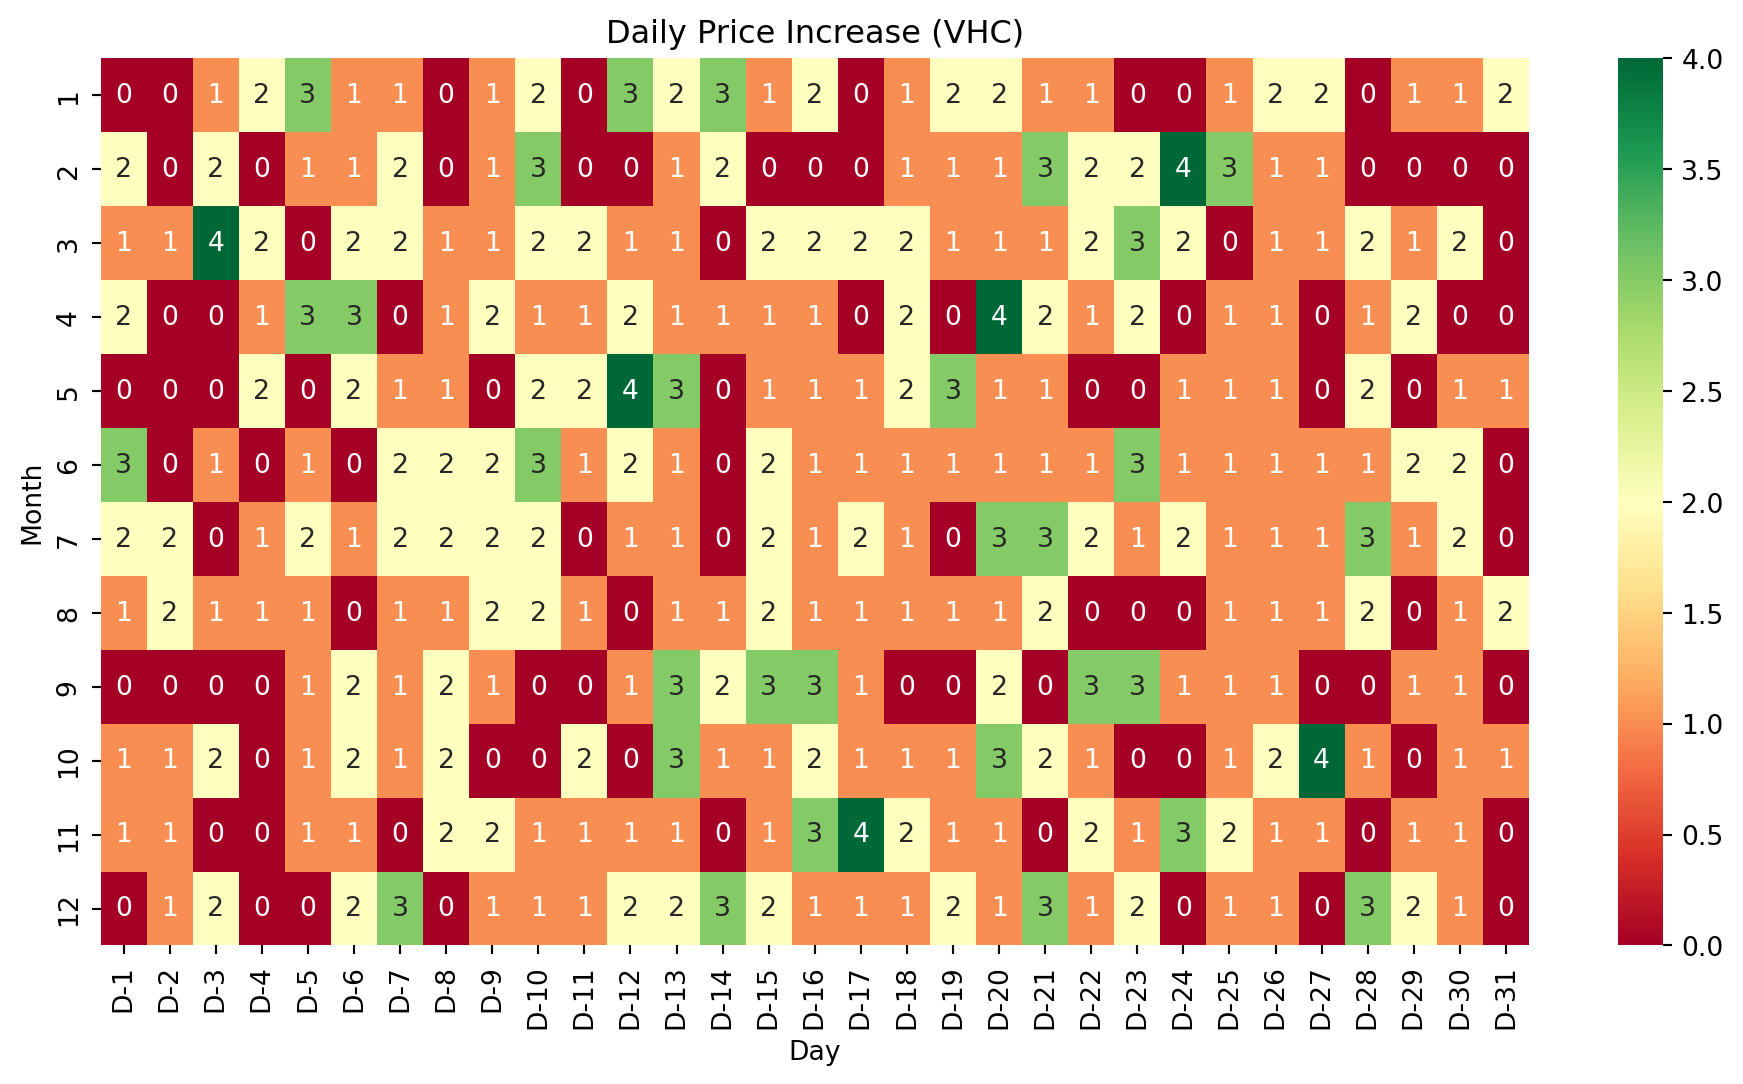 Daily Price Increase (VHC)
1 0 0 1 2 3 1 1 0 1 2 0 3 2 3 1 2 0 1 2 2 1 1 0 0 1 2 2 0 1 1 2
2 2 0 2 0 1 1 2 0 1 3 0 0 1 2 0 0 0 1 1 1 3 2 2 4 3 1 1 0 0 0 0
3 1 1 4 2 0 2 2 1 1 2 2 1 1 0 2 2 2 2 1 1 1 2 3 2 0 1 1 2 1 2 0
4 2 0 0 1 3 3 0 1 2 1 1 2 1 1 1 1 0 2 0 4 2 1 2 0 1 1 0 1 2 0 0
5 0 0 0 2 0 2 1 1 0 2 2 4 3 0 1 1 1 2 3 1 1 0 0 1 1 1 0 2 0 1 1
6 3 0 1 0 1 0 2 2 2 3 1 2 1 0 2 1 1 1 1 1 1 1 3 1 1 1 1 1 2 2 0
7 2 2 0 1 2 1 2 2 2 2 0 1 1 0 2 1 2 1 0 3 3 2 1 2 1 1 1 3 1 2 0
8 1 2 1 1 1 0 1 1 2 2 1 0 1 1 2 1 1 1 1 1 2 0 0 0 1 1 1 2 0 1 2
9 0 0 0 0 1 2 1 2 1 0 0 1 3 2 3 3 1 0 0 2 0 3 3 1 1 1 0 0 1 1 0
10 1 1 2 0 1 2 1 2 0 0 2 0 3 1 1 2 1 1 1 3 2 1 0 0 1 2 4 1 0 1 1
11 1 1 0 0 1 1 0 2 2 1 1 1 1 0 1 3 4 2 1 1 0 2 1 3 2 1 1 0 1 1 0
12 0 1 2 0 0 2 3 0 1 1 1 2 2 3 2 1 1 1 2 1 3 1 2 0 1 1 0 3 2 1 0
D-1 D-2 D-3 D-4 D-5 D-6 D-7 D-8 D-9 D-10 D-11 D-12 D-13 D-14 D-15 D-16 D-17 D-18 D-19 D-20 D-21 D-22 D-23 D-24 D-25 D-26 D-27 D-28 D-29 D-30 D-31
Day
Month
4.0
3.5
3.0
2.5
2.0
1.5
1.0
0.5
0.0